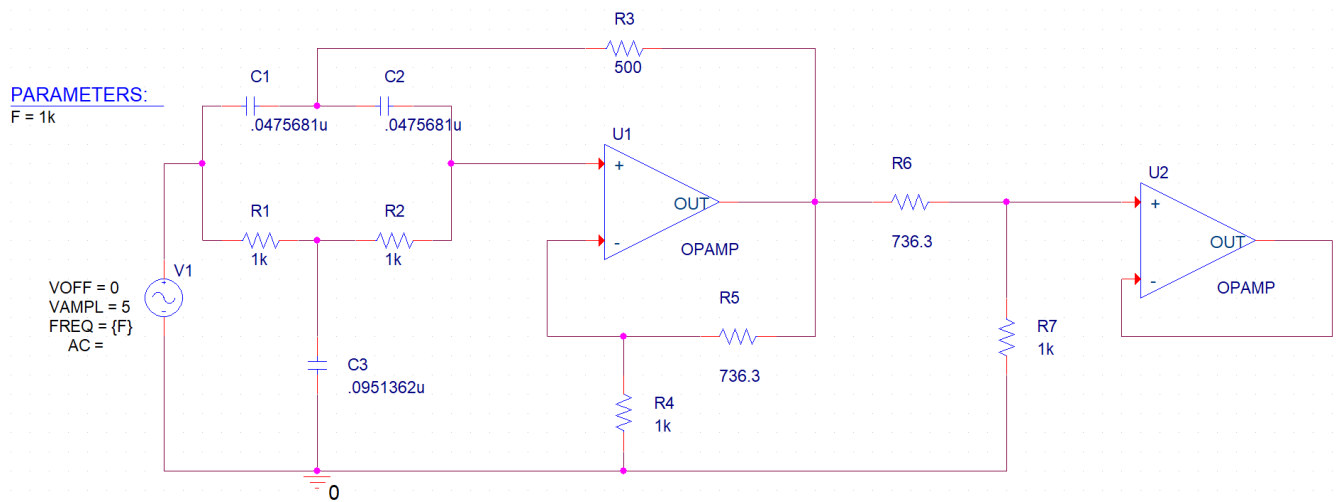 R3
500
C1
C2
PARAMETERS:
F = 1k
.0475681u
.0475681u
U1
+
-
OUT
OPAMP
R6
736.3
U2
+
-
OUT
OPAMP
R1
1k
R2
1k
V1
+
-
VOFF = 0
VAMPL = 5
FREQ = {F}
AC =
R5
736.3
R7
1k
C3
.0951362u
R4
1k
0